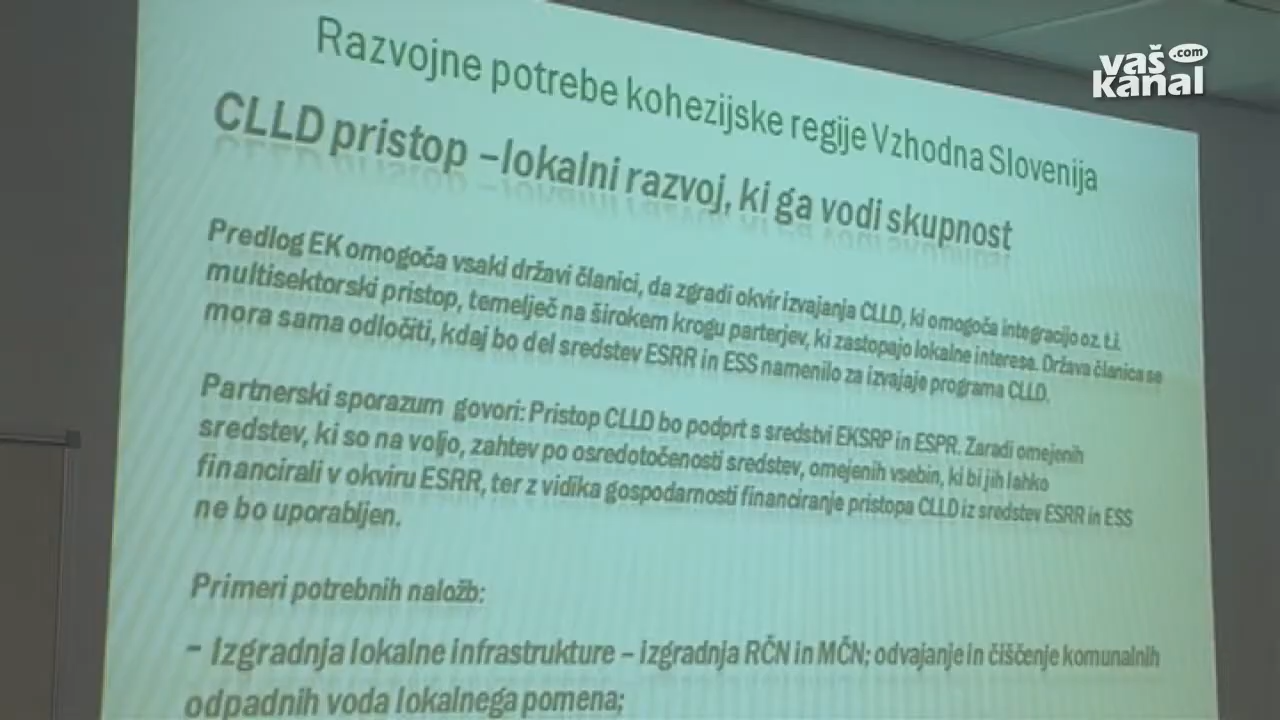 Razvojne potrebe kohezijske regije Vzhodna Slovenija
CLLD pristop –lokalni razvoj, ki ga vodi skupnost
Predlog EK omogoča vsaki državi članici, da zgradi okvir izvajanja CLLD, ki omogoča integracijo oz. t.i.
multisektorski pristop, temelječ na širokem krogu parterjev, ki zastopajo lokalne interese. Država članica se
mora sama odločiti, kdaj bo del sredstev ESRR in ESS namenilo za izvajaje programa CLLD.
Partnerski sporazum govori: Pristop CLLD bo podprt s sredstvi EKSRP in ESPR. Zaradi omejenih
sredstev, ki so na voljo, zahtev po osredotočenosti sredstev, omejenih vsebin, ki bi jih lahko
financirali v okviru ESRR, ter z vidika gospodarnosti financiranje pristopa CLLD iz sredstev ESRR in ESS
ne bo uporabljen.
Primeri potrebnih naložb:
- Izgradnja lokalne infrastrukture – izgradnja RČN in MČN; odvajanje in čiščenje komunalnih
odpadnih voda lokalnega pomena;
vaš
kanal
.com